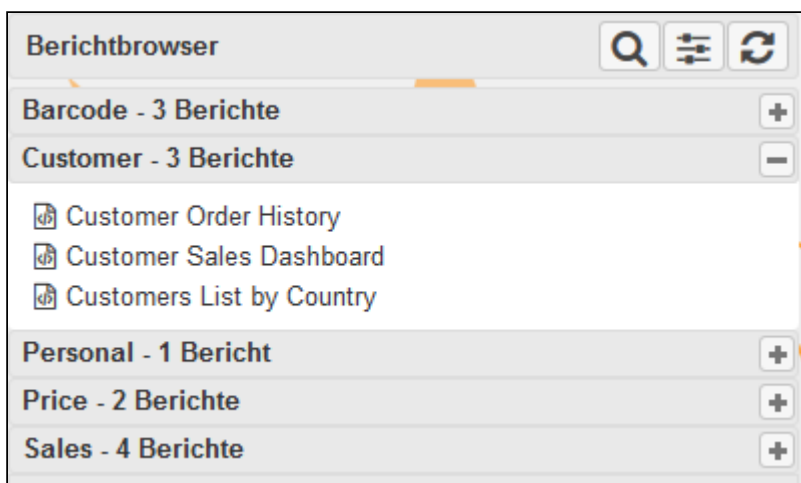 Berichtbrowser
Barcode - 3 Berichte
Customer - 3 Berichte
Customer Order History
Customer Sales Dashboard
Customers List by Country
Personal - 1 Bericht
Price - 2 Berichte
Sales - 4 Berichte